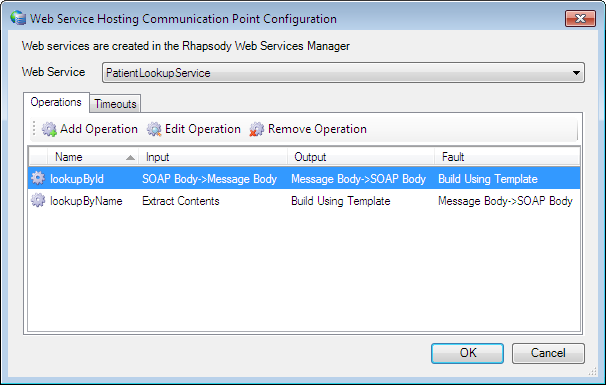 Web Service Hosting Communication Point Configuration
Web services are created in the Rhapsody Web Services Manager
Web Service PatientLookupService
Operations Timeouts
Add Operation Edit Operation Remove Operation
Name Input Output Fault
lookupById SOAP Body->Message Body Message Body->SOAP Body Build Using Template
lookupByName Extract Contents Build Using Template Message Body->SOAP Body
OK Cancel